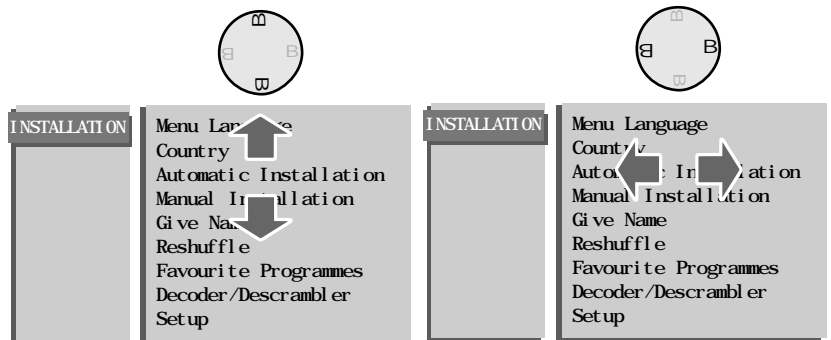 B
B B
B
INSTALLATION
Menu Language
Country
Automatic Installation
Manual Installation
Give Name
Reshuffle
Favourite Programmes
Decoder/Descrambler
Setup
B
B B
B
INSTALLATION
Menu Language
Country
Automatic Installation
Manual Installation
Give Name
Reshuffle
Favourite Programmes
Decoder/Descrambler
Setup